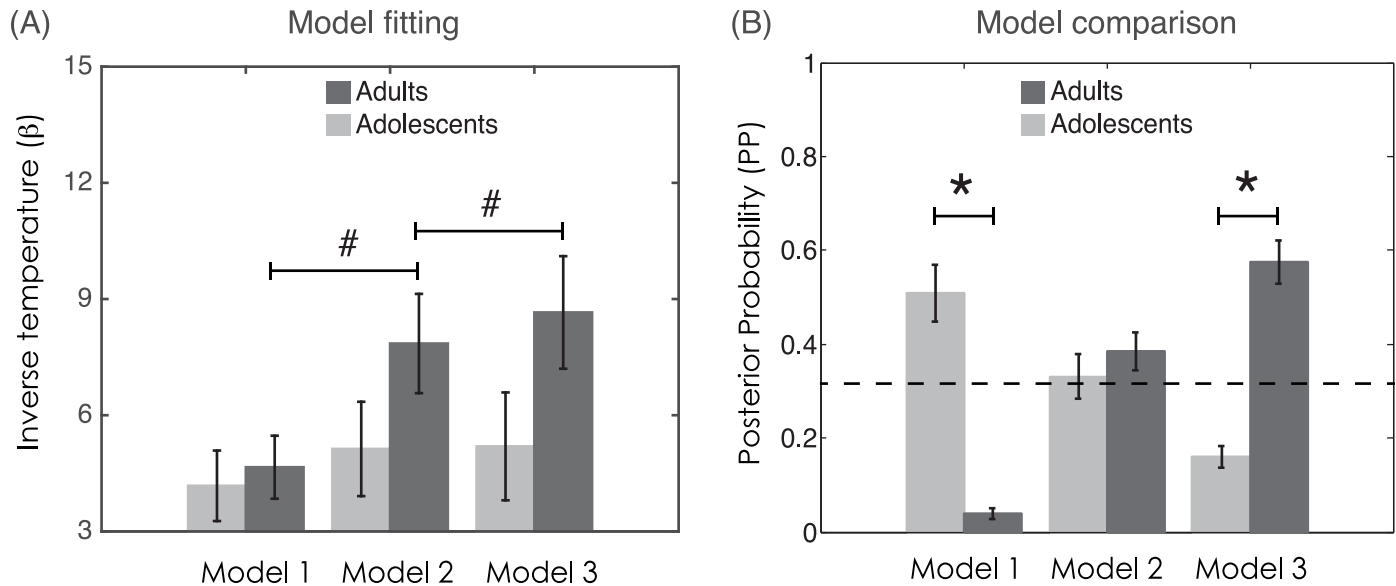 (A) Model fitting
Inverse temperature (β)
15
12
9
6
3
Adults
Adolescents
#
#
Model 1 Model 2 Model 3
(B) Model comparison
Posterior Probability (PP)
1
0.8
0.6
0.4
0.2
0
Adults
Adolescents
*
*
Model 1 Model 2 Model 3